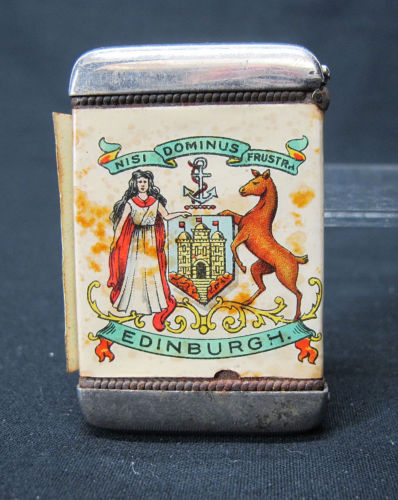 NISI DOMINUS FRUSTRA
EDINBURGH.